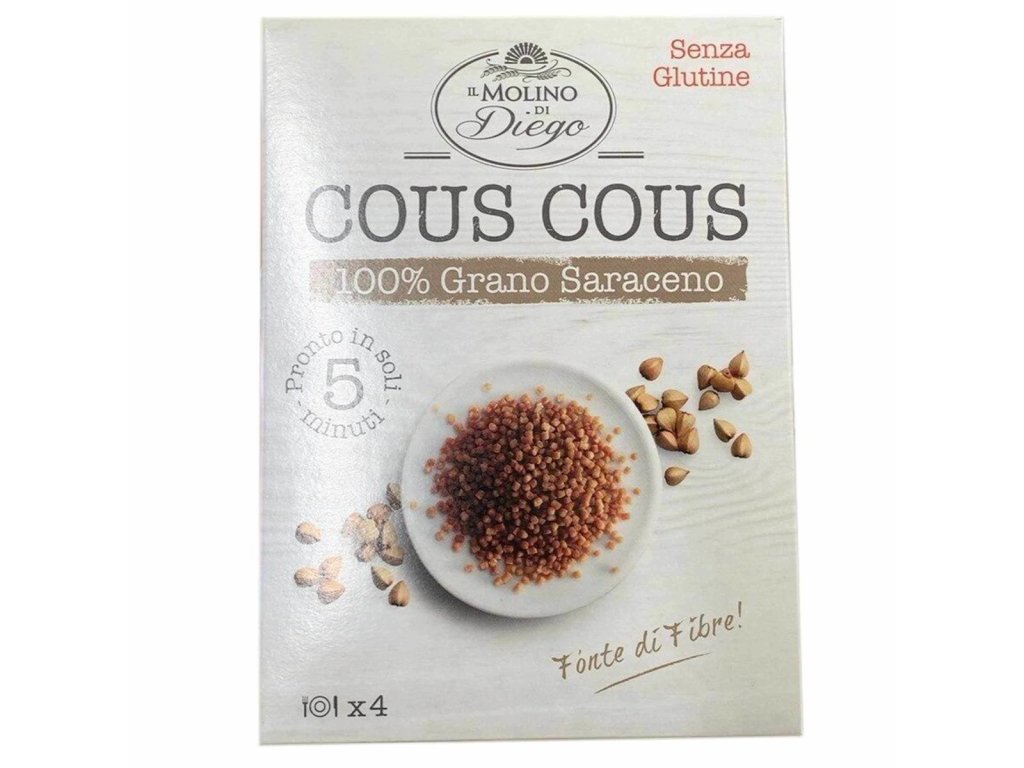 Senza
Glutine
IL MOLINO
DI
Diego
COUS COUS
100% Grano Saraceno
Pronto in soli
5
- minuti -
Fonte di Fibre!
x4